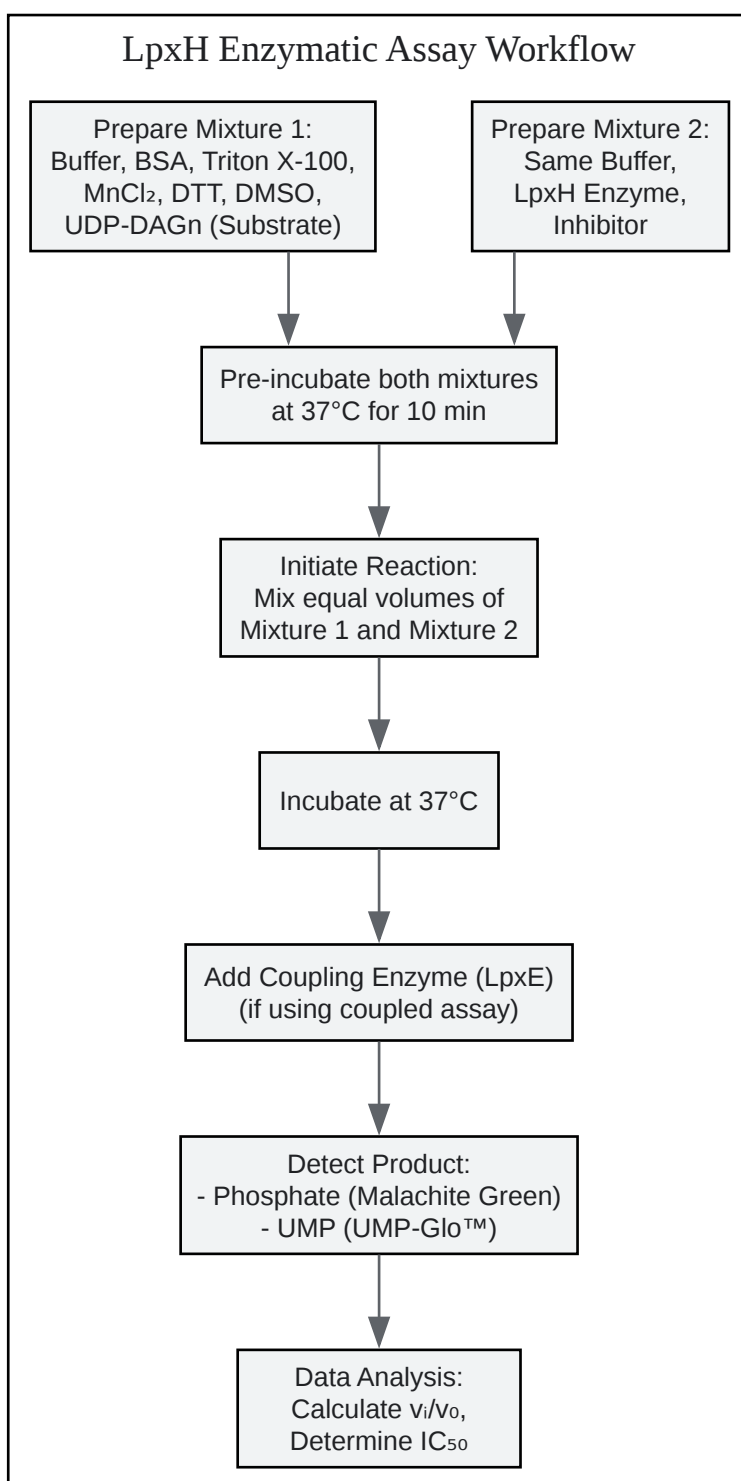 LpxH Enzymatic Assay Workflow
Prepare Mixture 1:
Buffer, BSA, Triton X-100,
MnCl₂, DTT, DMSO,
UDP-DAGn (Substrate)
Prepare Mixture 2:
Same Buffer,
LpxH Enzyme,
Inhibitor
Pre-incubate both mixtures
at 37°C for 10 min
Initiate Reaction:
Mix equal volumes of
Mixture 1 and Mixture 2
Incubate at 37°C
Add Coupling Enzyme (LpxE)
(if using coupled assay)
Detect Product:
- Phosphate (Malachite Green)
- UMP (UMP-Glo™)
Data Analysis:
Calculate vᵢ/v₀,
Determine IC₅₀